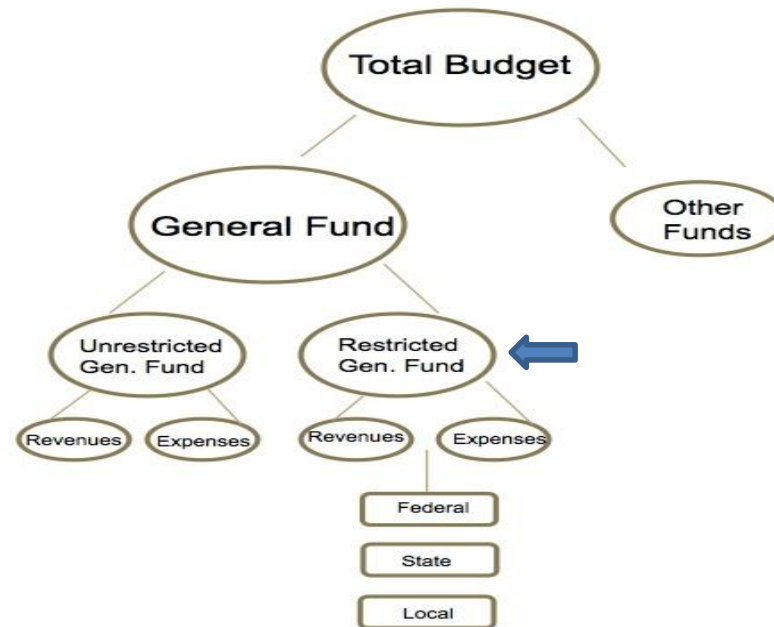 Total Budget
General Fund
Other
Funds
Unrestricted
Gen. Fund
Restricted
Gen. Fund
Revenues
Expenses
Revenues
Expenses
Federal
State
Local